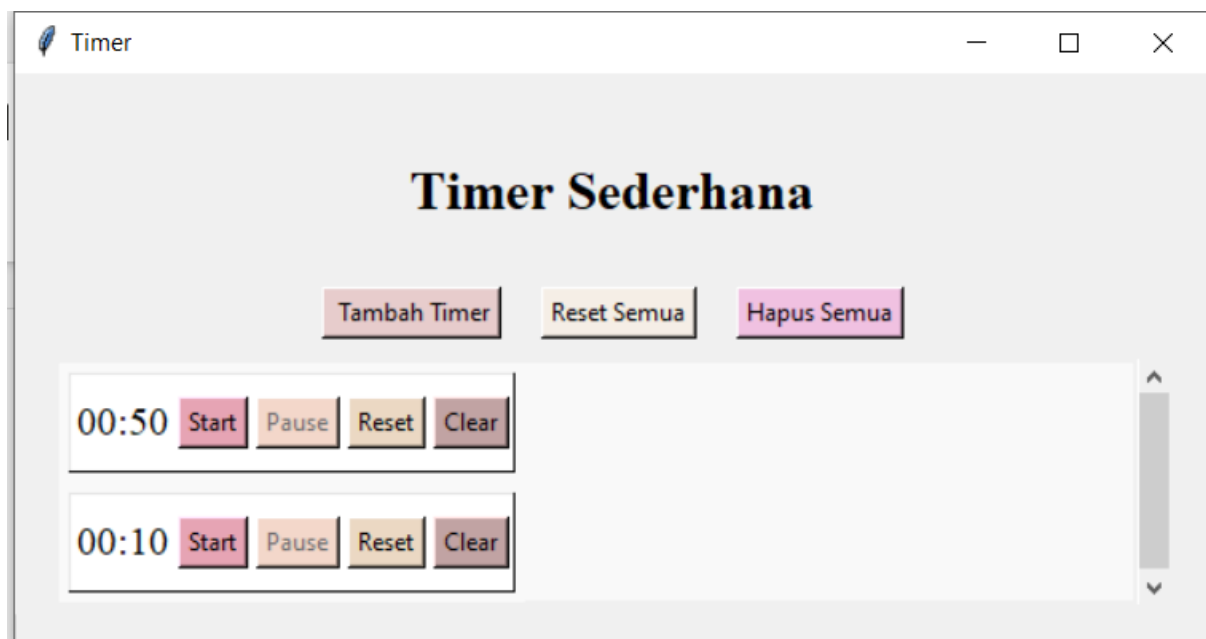 Timer
Timer Sederhana
Tambah Timer Reset Semua Hapus Semua
00:50 Start Pause Reset Clear
00:10 Start Pause Reset Clear